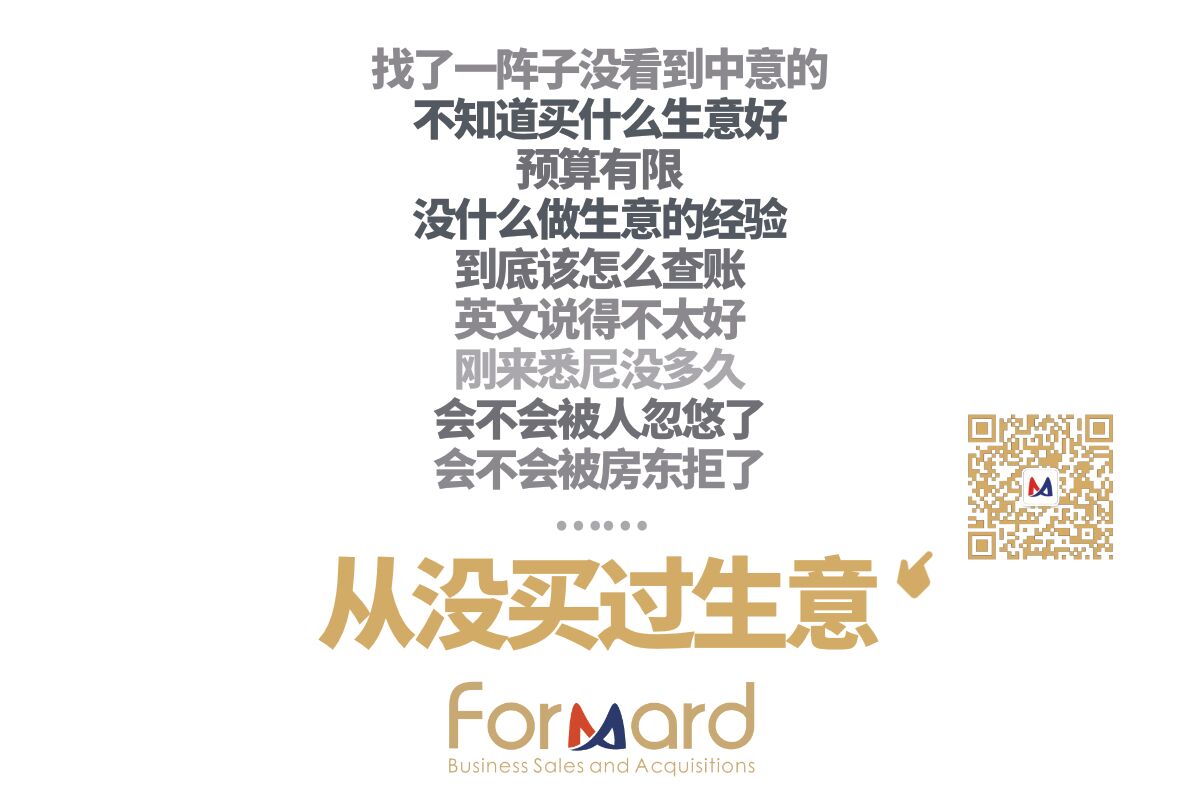 找了一阵子没看到中意的
不知道买什么生意好
预算有限
没什么做生意的经验
到底该怎么查账
英文说得不太好
刚来悉尼没多久
会不会被人忽悠了
会不会被房东拒了
……
从没买过生意
Forward
Business Sales and Acquisitions